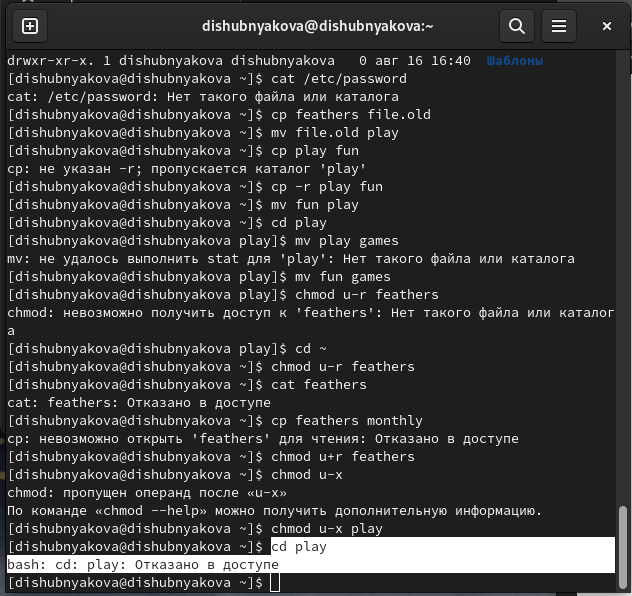 dishubnyakova@dishubnyakova:~
drwxr-xr-x. 1 dishubnyakova dishubnyakova   0 авг 16 16:40  Шаблоны
[dishubnyakova@dishubnyakova ~]$ cat /etc/password
cat: /etc/password: Нет такого файла или каталога
[dishubnyakova@dishubnyakova ~]$ cp feathers file.old
[dishubnyakova@dishubnyakova ~]$ mv file.old play
[dishubnyakova@dishubnyakova ~]$ cp play fun
cp: не указан -r; пропускается каталог 'play'
[dishubnyakova@dishubnyakova ~]$ cp -r play fun
[dishubnyakova@dishubnyakova ~]$ mv fun play
[dishubnyakova@dishubnyakova ~]$ cd play
[dishubnyakova@dishubnyakova play]$ mv play games
mv: не удалось выполнить stat для 'play': Нет такого файла или каталога
[dishubnyakova@dishubnyakova play]$ mv fun games
[dishubnyakova@dishubnyakova play]$ chmod u-r feathers
chmod: невозможно получить доступ к 'feathers': Нет такого файла или каталог
а
[dishubnyakova@dishubnyakova play]$ cd ~
[dishubnyakova@dishubnyakova ~]$ chmod u-r feathers
[dishubnyakova@dishubnyakova ~]$ cat feathers
cat: feathers: Отказано в доступе
[dishubnyakova@dishubnyakova ~]$ cp feathers monthly
cp: невозможно открыть 'feathers' для чтения: Отказано в доступе
[dishubnyakova@dishubnyakova ~]$ chmod u+r feathers
[dishubnyakova@dishubnyakova ~]$ chmod u-x
chmod: пропущен операнд после «u-x»
По команде «chmod --help» можно получить дополнительную информацию.
[dishubnyakova@dishubnyakova ~]$ chmod u-x play
[dishubnyakova@dishubnyakova ~]$ cd play
bash: cd: play: Отказано в доступе
[dishubnyakova@dishubnyakova ~]$